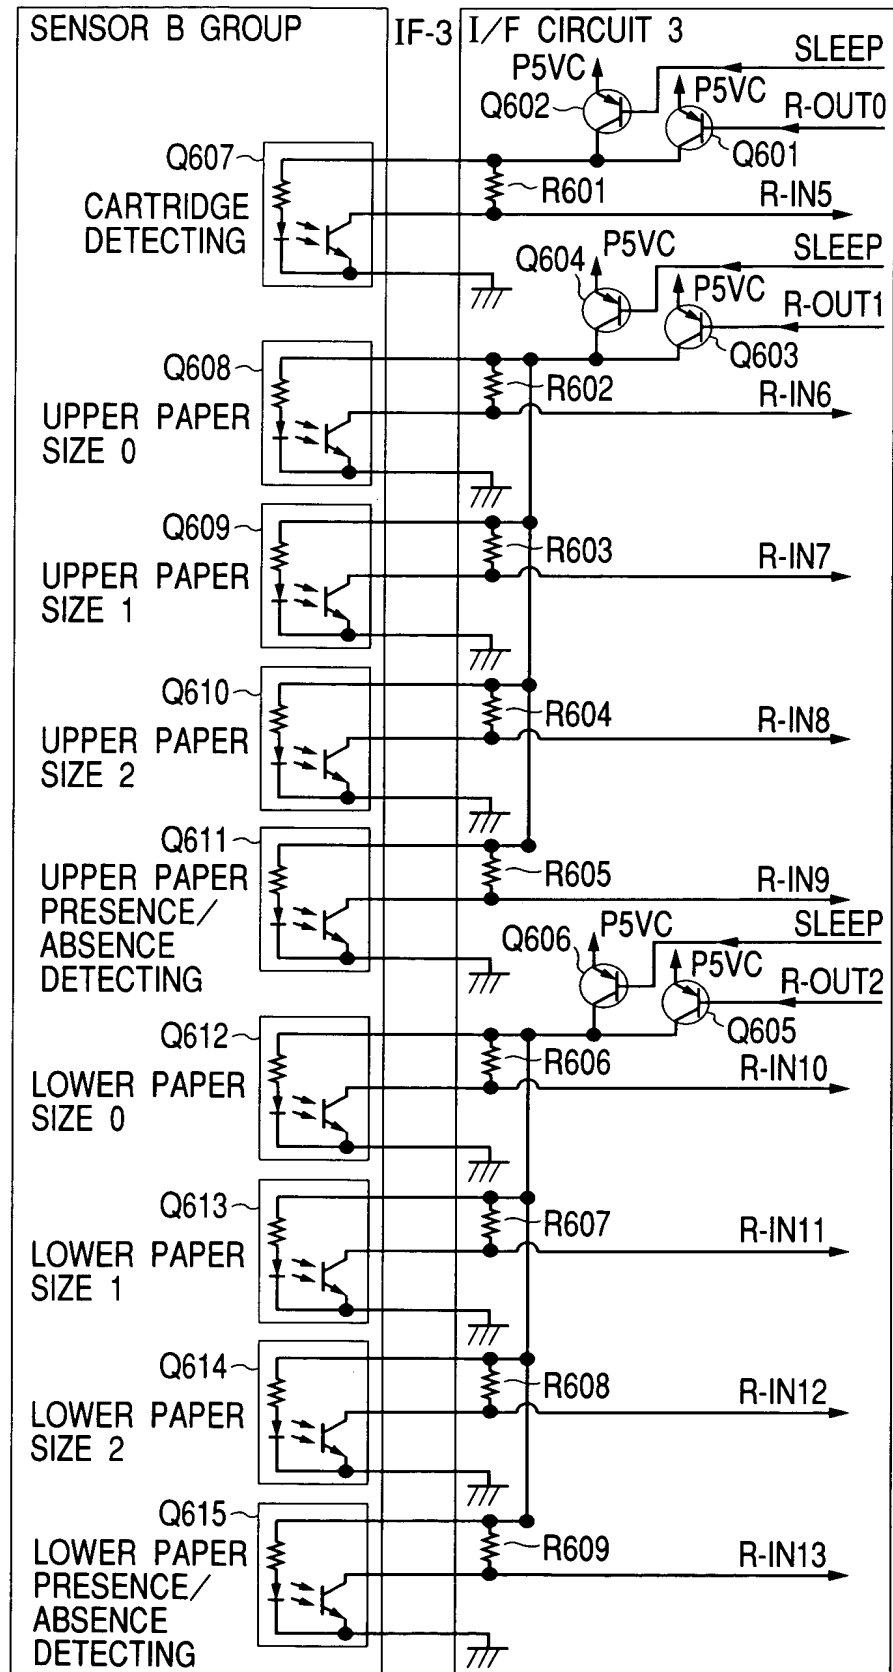 SENSOR B GROUP
IF-3
I/F CIRCUIT 3
SLEEP
P5VC
Q602
P5VC
R-OUT0
Q607
Q601
CARTRIDGE
DETECTING
R601
R-IN5
P5VC
SLEEP
Q604
P5VC
R-OUT1
Q603
Q608
UPPER PAPER
SIZE 0
R602
R-IN6
Q609
UPPER PAPER
SIZE 1
R603
R-IN7
Q610
UPPER PAPER
SIZE 2
R604
R-IN8
Q611
UPPER PAPER
PRESENCE/
ABSENCE
DETECTING
R605
R-IN9
P5VC
SLEEP
Q606
P5VC
R-OUT2
Q605
Q612
LOWER PAPER
SIZE 0
R606
R-IN10
Q613
LOWER PAPER
SIZE 1
R607
R-IN11
Q614
LOWER PAPER
SIZE 2
R608
R-IN12
Q615
LOWER PAPER
PRESENCE/
ABSENCE
DETECTING
R609
R-IN13